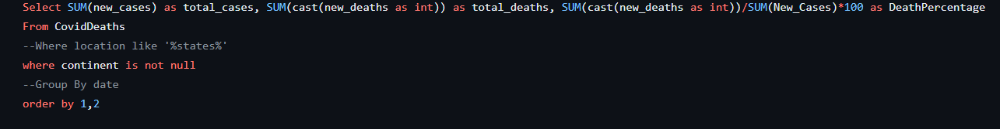 Select SUM(new_cases) as total_cases, SUM(cast(new_deaths as int)) as total_deaths, SUM(cast(new_deaths as int))/SUM(New_Cases)*100 as DeathPercentage
From CovidDeaths
--Where location like '%states%'
where continent is not null
--Group By date
order by 1,2